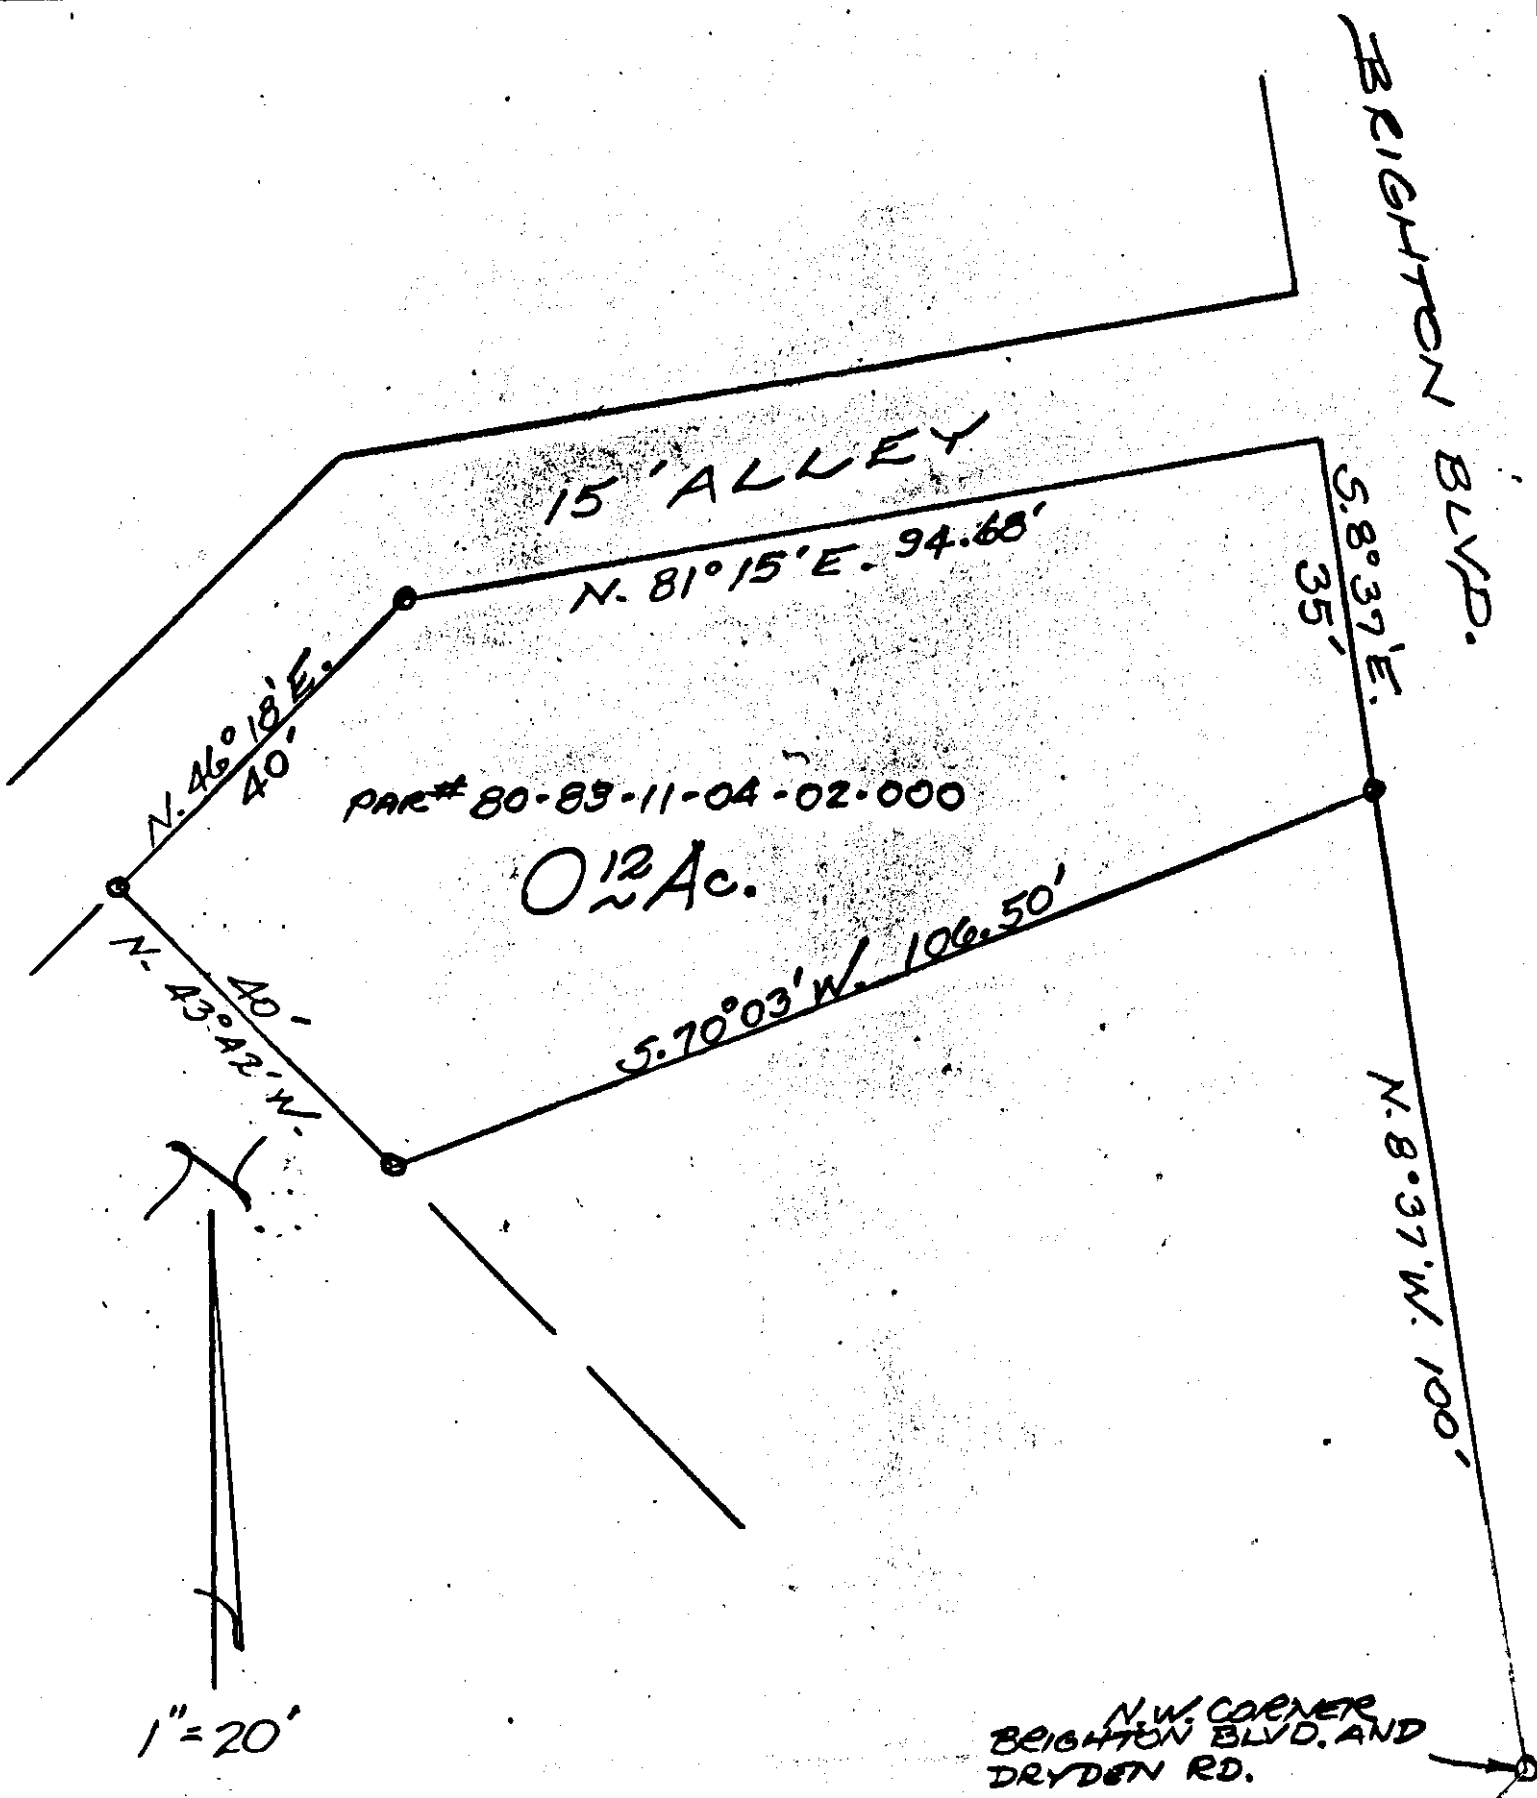 BRIGHTON BLVD.
15' ALLEY
N. 81° 15' E. 94.68'
S. 8° 37' E.
35'
N. 46° 18' E.
40'
PAR# 80-83-11-04-02-000
0 12 Ac.
S. 70° 03' W. 106.50'
40'
N. 43° 42' W.
N. 8° 37' W. 100'
1" = 20'
N.W. CORNER
BRIGHTON BLVD. AND
DRYDEN RD.